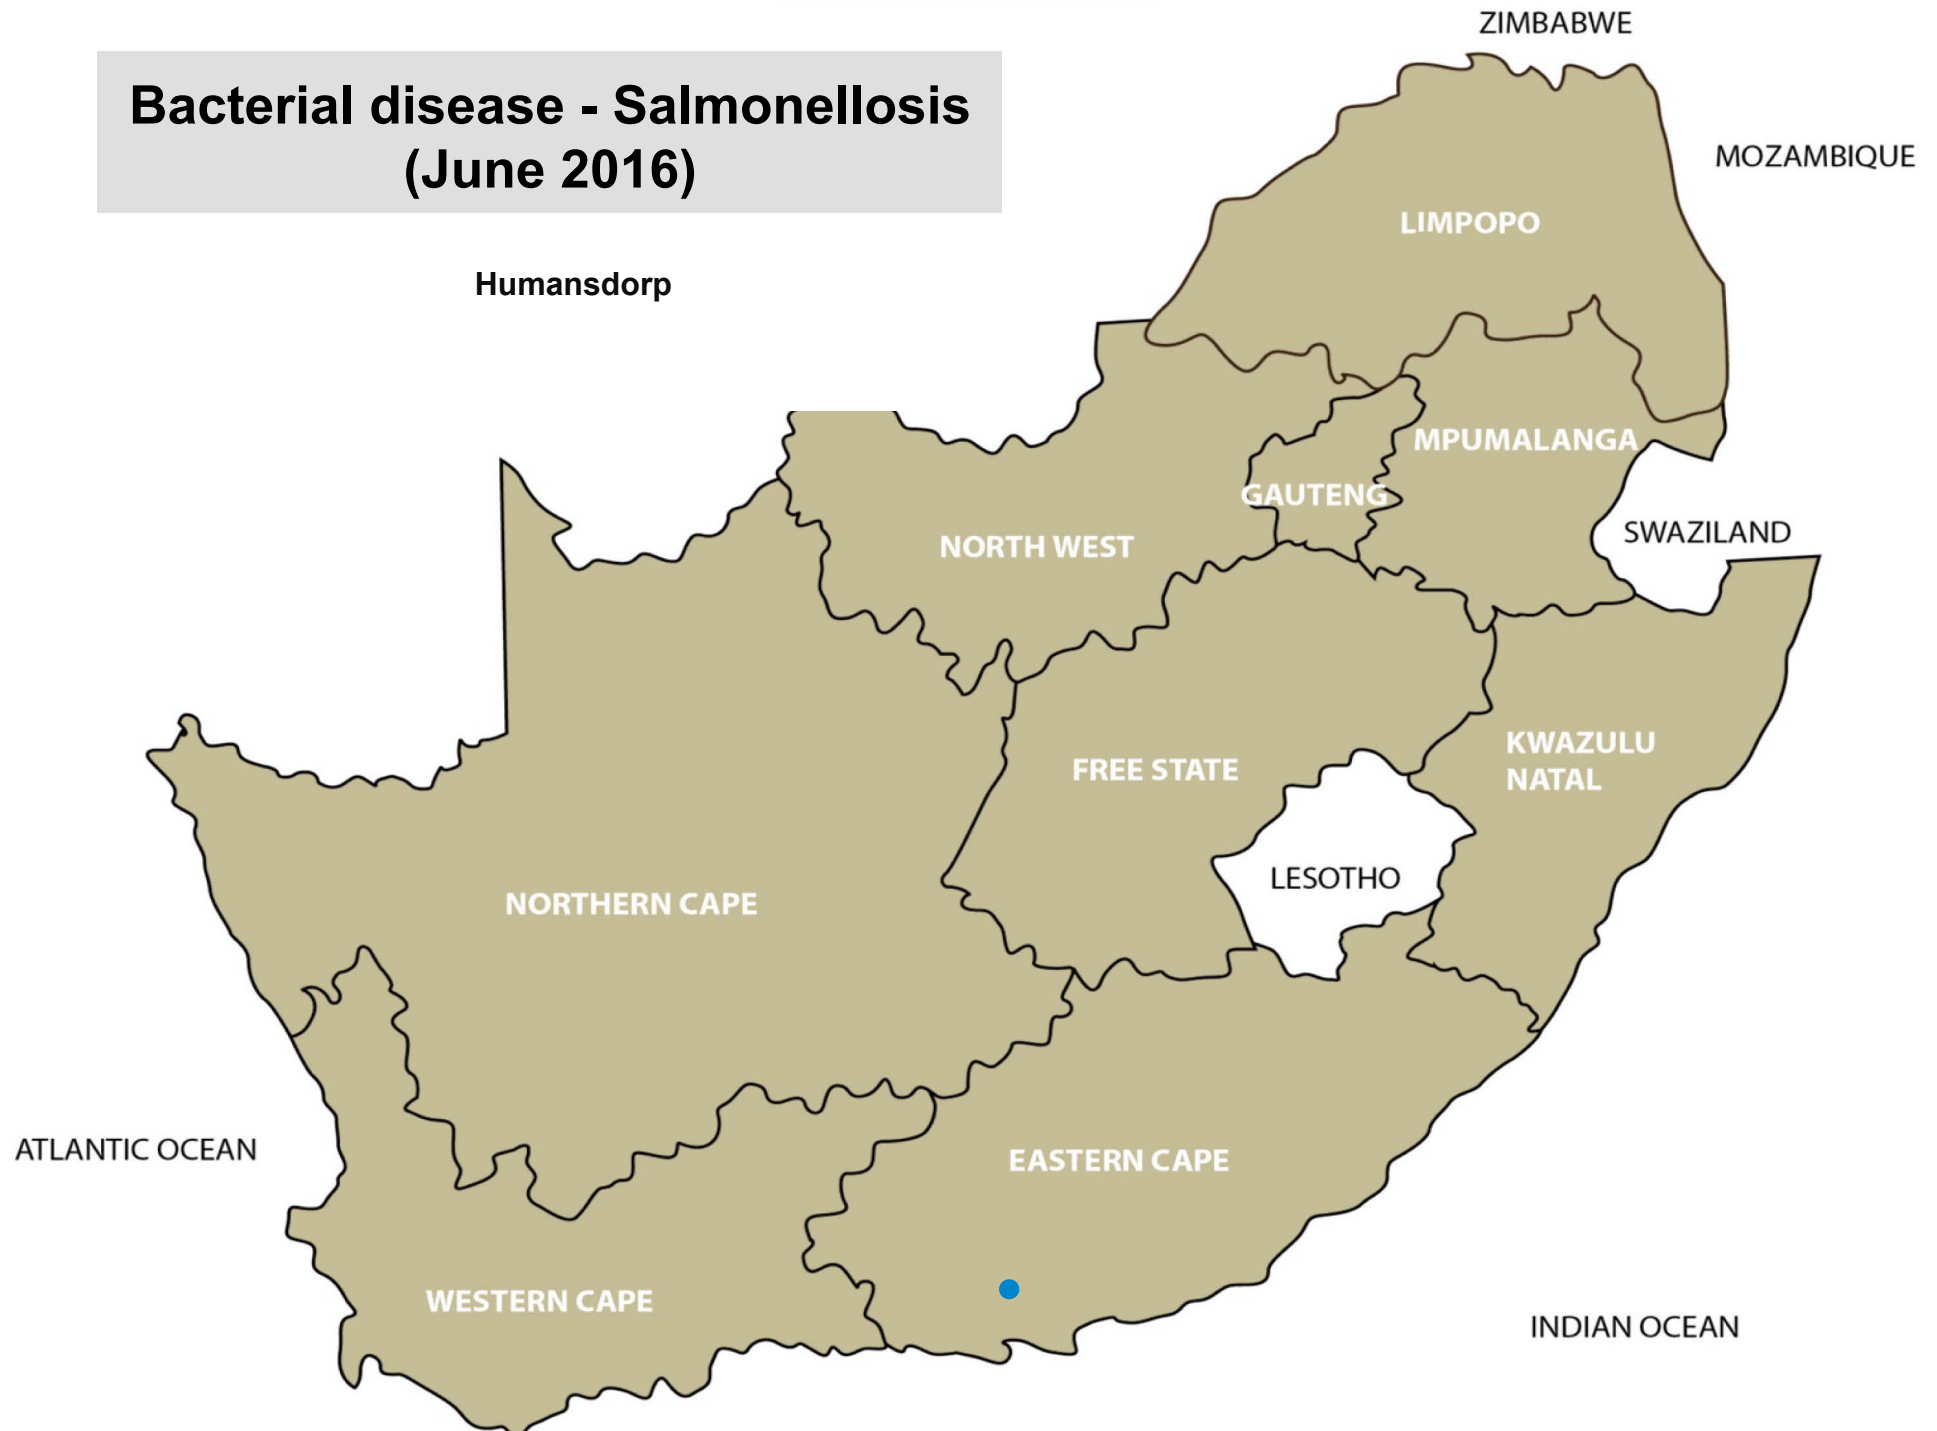 ZIMBABWE
Bacterial disease - Salmonellosis
(June 2016)
MOZAMBIQUE
LIMPOPO
Humansdorp
MPUMALANGA
GAUTENG
SWAZILAND
NORTH WEST
KWAZULU
NATAL
FREE STATE
LESOTHO
NORTHERN CAPE
ATLANTIC OCEAN
EASTERN CAPE
WESTERN CAPE
INDIAN OCEAN